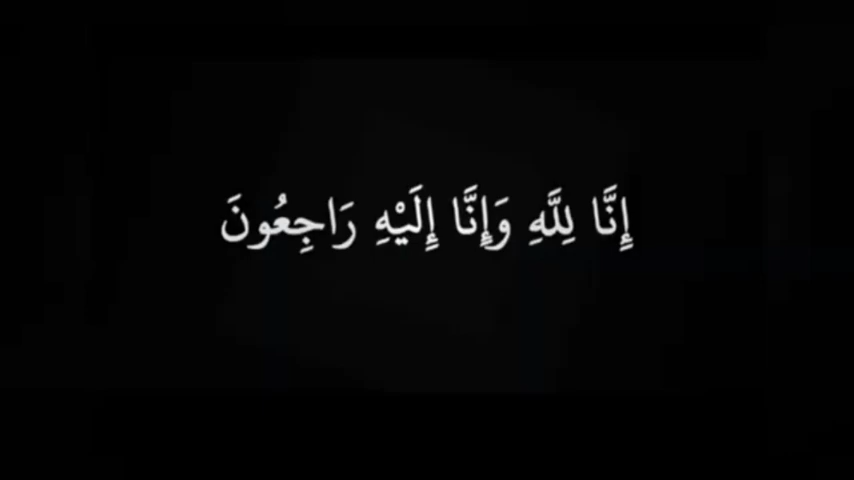 إِنَّا لِلَّهِ وَإِنَّا إِلَيْهِ رَاجِعُونَ